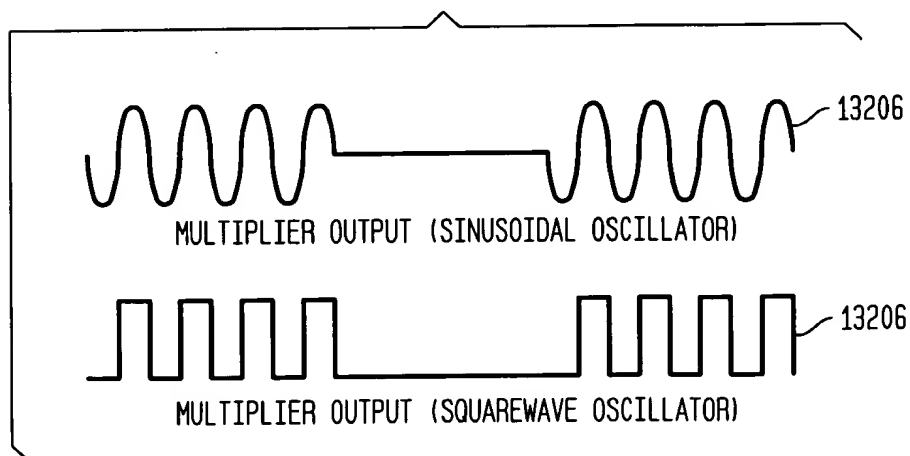 13206
MULTIPLIER OUTPUT (SINUSOIDAL OSCILLATOR)
13206
MULTIPLIER OUTPUT (SQUAREWAVE OSCILLATOR)